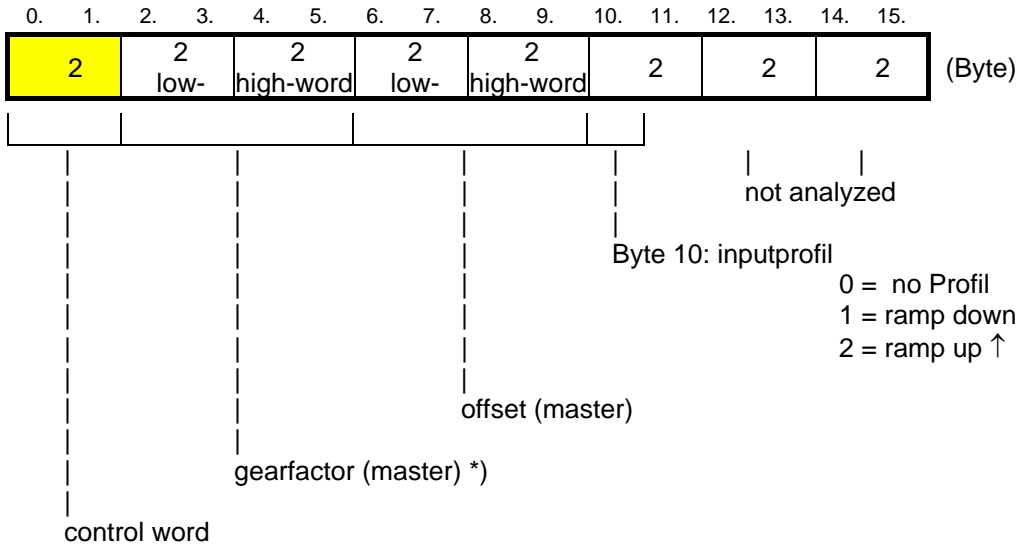 0. 1. 2. 3. 4. 5. 6. 7. 8. 9. 10. 11. 12. 13. 14. 15.
2 2 2 2 2 2 2 2 (Byte)
low- high-word low- high-word
not analyzed
Byte 10: inputprofil
0 = no Profil
1 = ramp down
2 = ramp up ↑
offset (master)
gearfactor (master) *)
control word